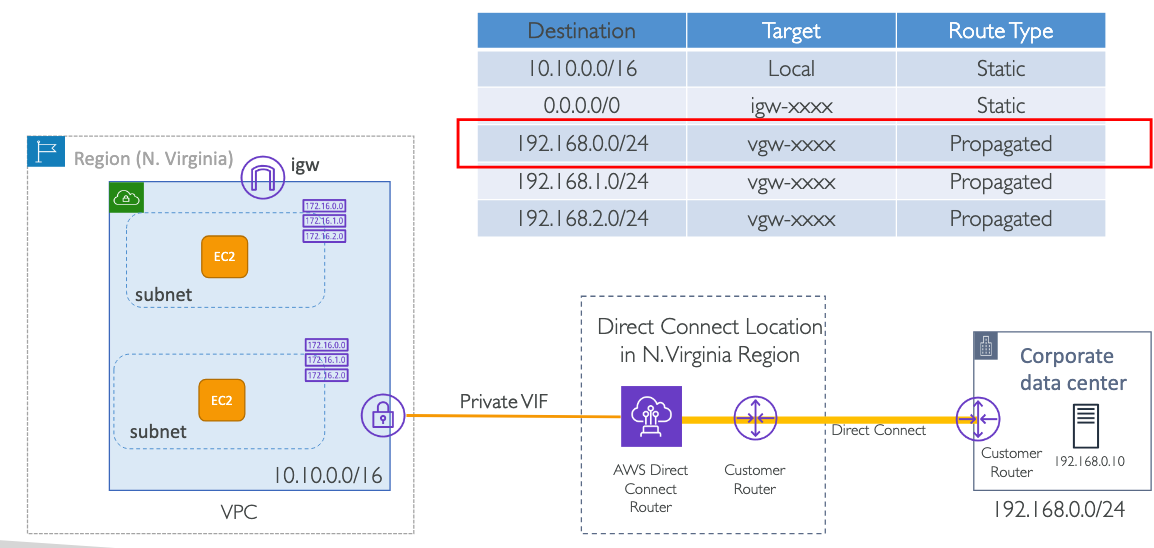 Destination Target Route Type
10.10.0.0/16 Local Static
0.0.0.0/0 igw-xxxx Static
192.168.0.0/24 vgw-xxxx Propagated
192.168.1.0/24 vgw-xxxx Propagated
192.168.2.0/24 vgw-xxxx Propagated
Region (N. Virginia)
igw
172.16.0.0
172.16.1.0
172.16.2.0
EC2
subnet
172.16.0.0
172.16.1.0
172.16.2.0
EC2
subnet
10.10.0.0/16
VPC
Private VIF
Direct Connect Location
in N.Virginia Region
AWS Direct
Connect
Router
Customer
Router
Direct Connect
Corporate
data center
Customer
Router
192.168.0.10
192.168.0.0/24